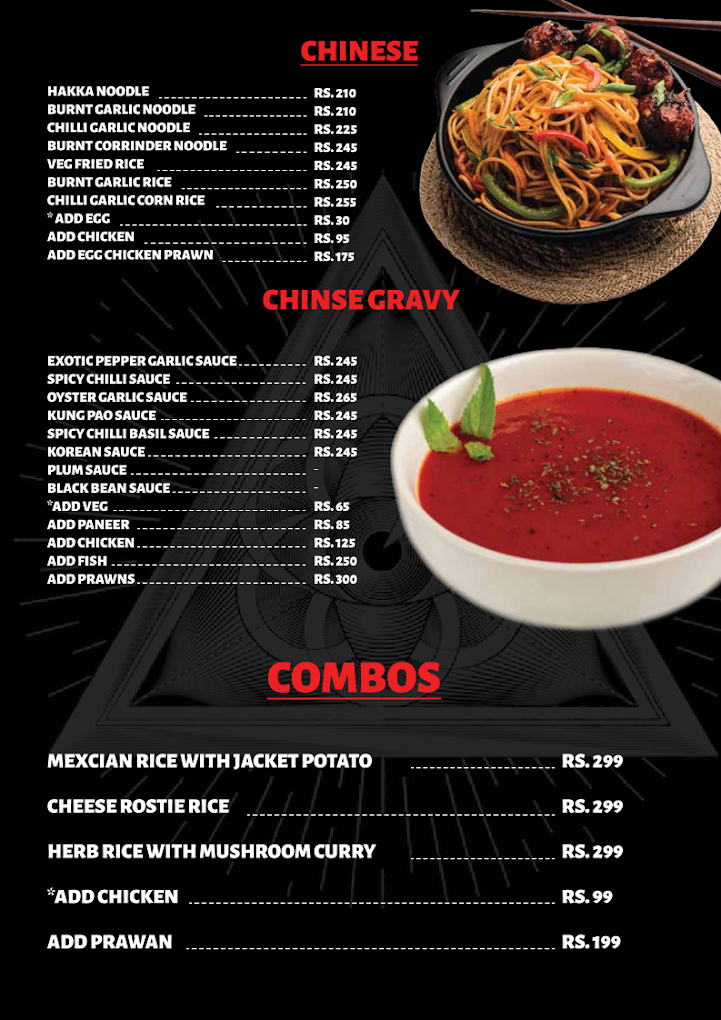 CHINESE
HAKKA NOODLE RS. 210
BURNT GARLIC NOODLE RS. 210
CHILLI GARLIC NOODLE RS. 225
BURNT CORRINDER NOODLE RS. 245
VEG FRIED RICE RS. 245
BURNT GARLIC RICE RS. 250
CHILLI GARLIC CORN RICE RS. 255
* ADD EGG RS. 30
ADD CHICKEN RS. 95
ADD EGG CHICKEN PRAWN RS. 175
CHINSE GRAVY
EXOTIC PEPPER GARLIC SAUCE RS. 245
SPICY CHILLI SAUCE RS. 245
OYSTER GARLIC SAUCE RS. 265
KUNG PAO SAUCE RS. 245
SPICY CHILLI BASIL SAUCE RS. 245
KOREAN SAUCE RS. 245
PLUM SAUCE -
BLACK BEAN SAUCE -
*ADD VEG RS. 65
ADD PANEER RS. 85
ADD CHICKEN RS. 125
ADD FISH RS. 250
ADD PRAWNS RS. 300
COMBOS
MEXCIAN RICE WITH JACKET POTATO RS. 299
CHEESE ROSTIE RICE RS. 299
HERB RICE WITH MUSHROOM CURRY RS. 299
*ADD CHICKEN RS. 99
ADD PRAWAN RS. 199